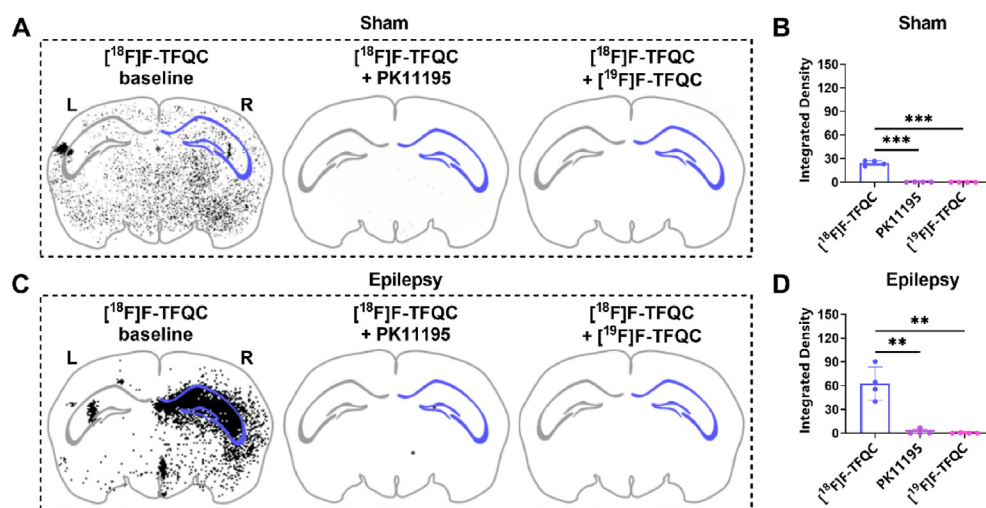 A
Sham
[¹⁸F]F-TFQC
baseline
[¹⁸F]F-TFQC
+ PK11195
[¹⁸F]F-TFQC
+ [¹⁹F]F-TFQC
L
R
B
Sham
Integrated Density
150
120
90
60
30
0
***
***
[¹⁸F]F-TFQC
PK11195
[¹⁹F]F-TFQC
C
Epilepsy
[¹⁸F]F-TFQC
baseline
[¹⁸F]F-TFQC
+ PK11195
[¹⁸F]F-TFQC
+ [¹⁹F]F-TFQC
L
R
D
Epilepsy
Integrated Density
150
120
90
60
30
0
**
**
[¹⁸F]F-TFQC
PK11195
[¹⁹F]F-TFQC